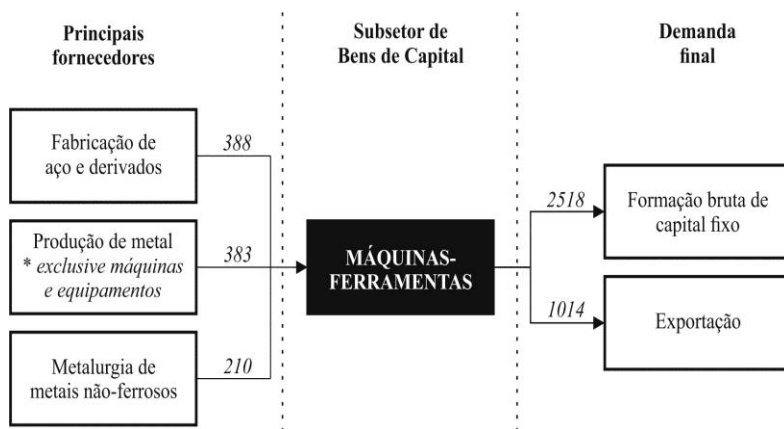 Principais
fornecedores
Subsetor de
Bens de Capital
Demanda
final
Fabricação de
aço e derivados
388
Produção de metal
* exclusive máquinas
e equipamentos
383
Metalurgia de
metais não-ferrosos
210
MÁQUINAS-
FERRAMENTAS
2518
Formação bruta de
capital fixo
1014
Exportação